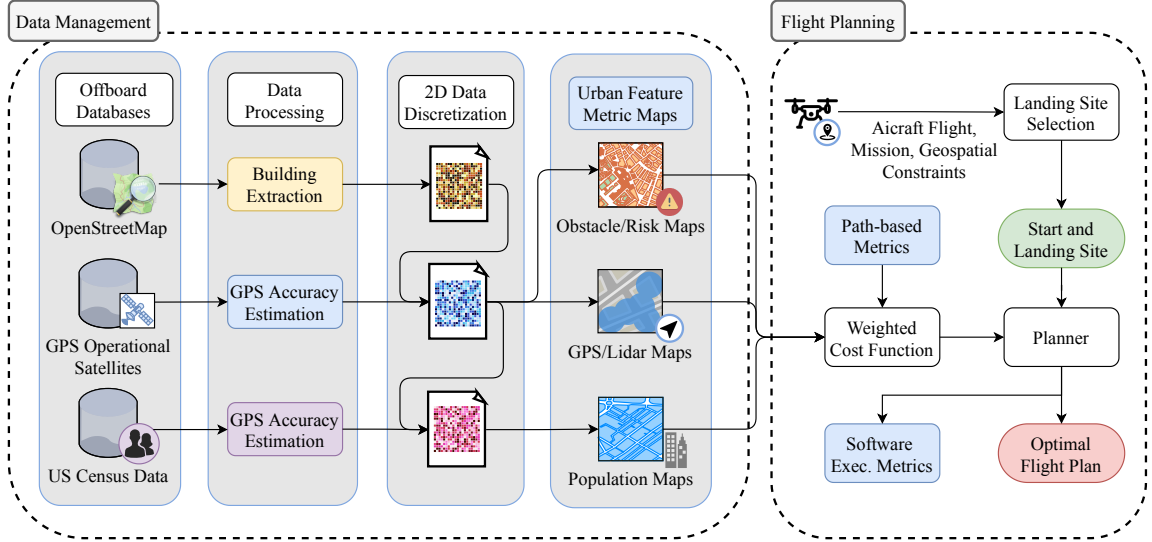 Data Management
Flight Planning
Offboard
Databases
Data
Processing
2D Data
Discretization
Urban Feature
Metric Maps
OpenStreetMap
Building
Extraction
Obstacle/Risk Maps
GPS Operational
Satellites
GPS Accuracy
Estimation
GPS/Lidar Maps
US Census Data
GPS Accuracy
Estimation
Population Maps
Landing Site
Selection
Aicraft Flight,
Mission, Geospatial
Constraints
Path-based
Metrics
Start and
Landing Site
Weighted
Cost Function
Planner
Software
Exec. Metrics
Optimal
Flight Plan